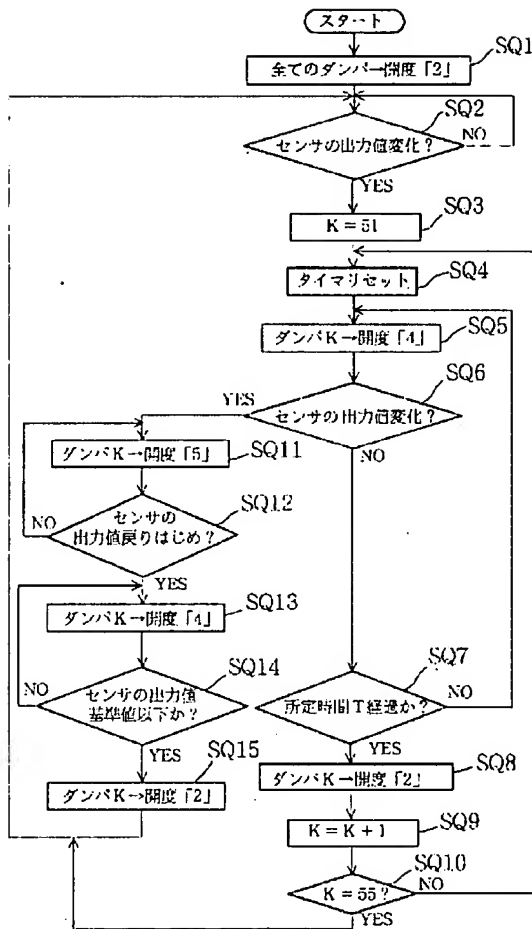 スタート
SQ1
全てのダンパ→開度「2」
SQ2
センサの出力値変化？
NO
YES
SQ3
K＝51
SQ4
タイマリセット
SQ5
ダンパK→開度「4」
SQ6
YES
センサの出力値変化？
NO
ダンパK→開度「5」
SQ11
SQ12
センサの
出力値戻りはじめ？
NO
YES
SQ13
ダンパK→開度「4」
SQ14
センサの出力値
基準値以下か？
NO
YES
SQ15
ダンパK→開度「2」
SQ7
所定時間T経過か？
NO
YES
ダンパK→開度「2」
SQ8
K＝K＋1
SQ9
SQ10
K＝55？
NO
YES